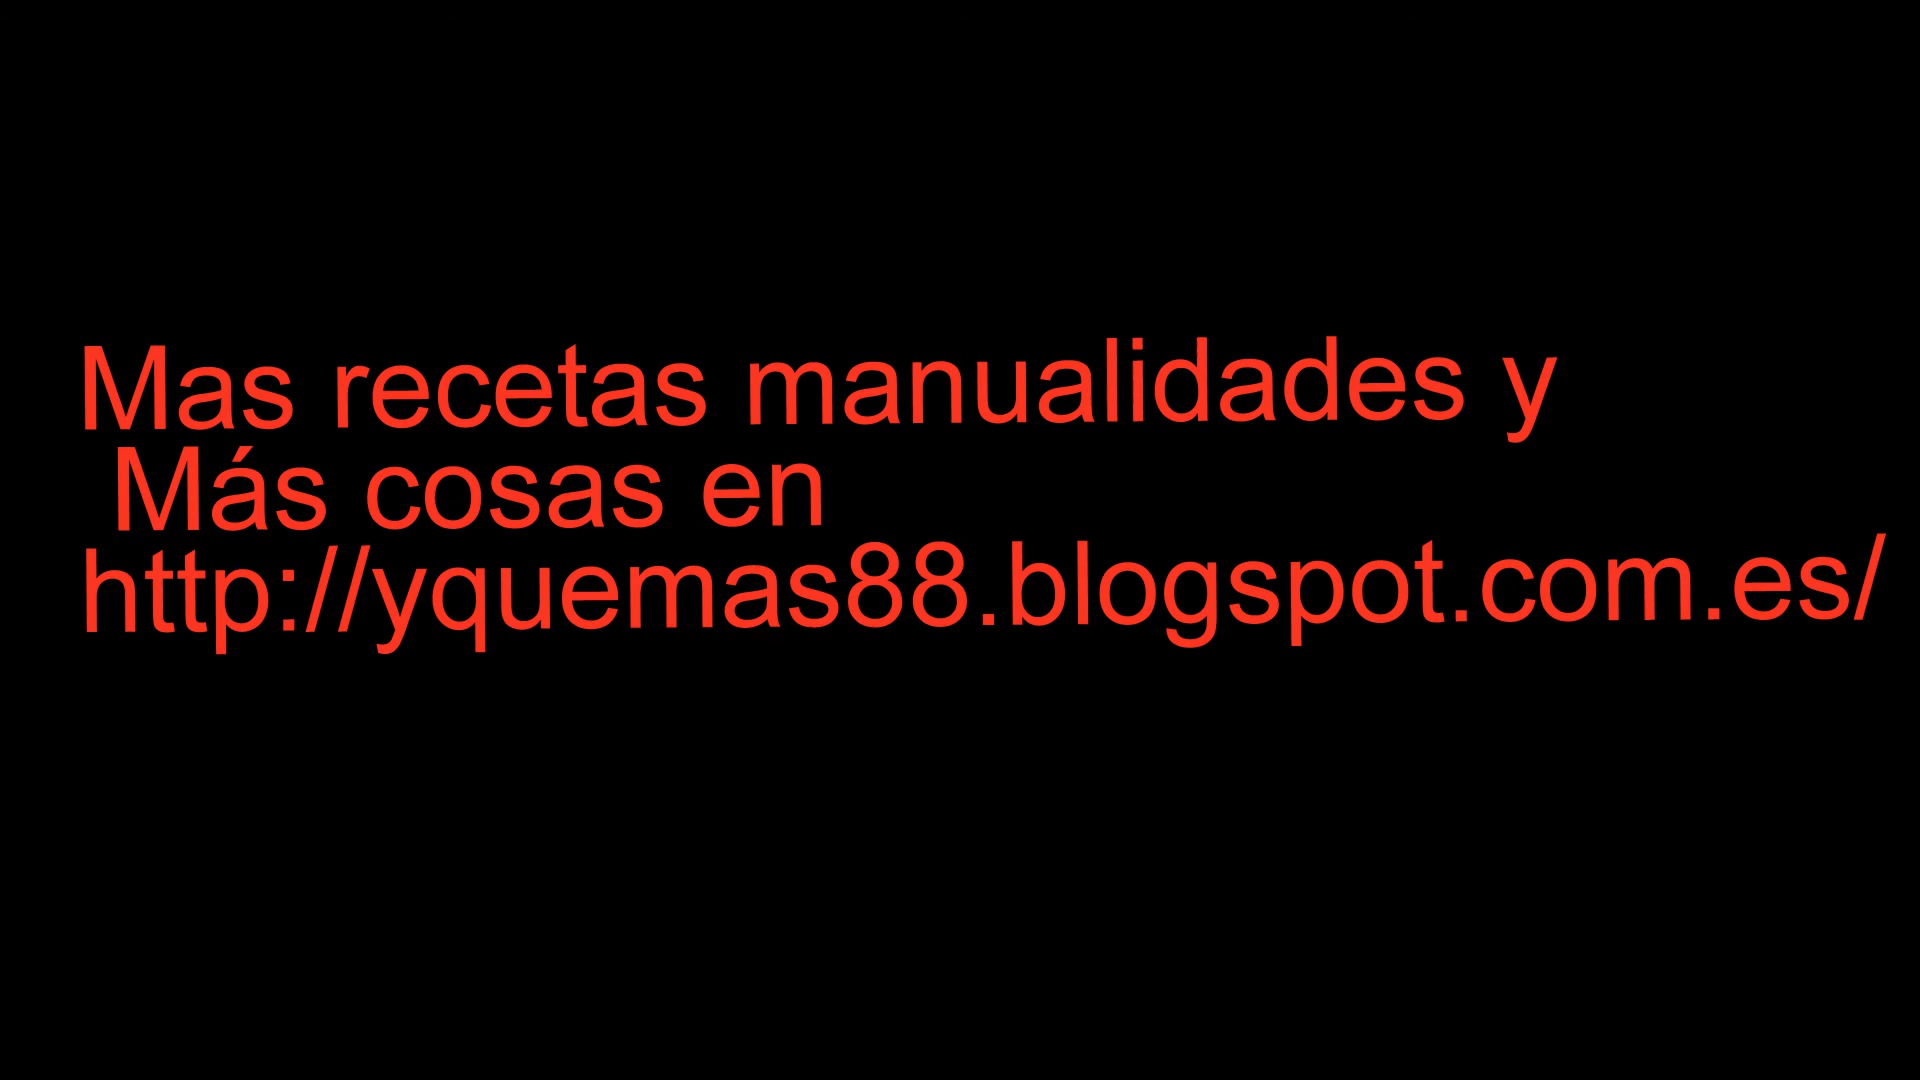 Mas recetas manualidades y
Más cosas en
http://yquemas88.blogspot.com.es/